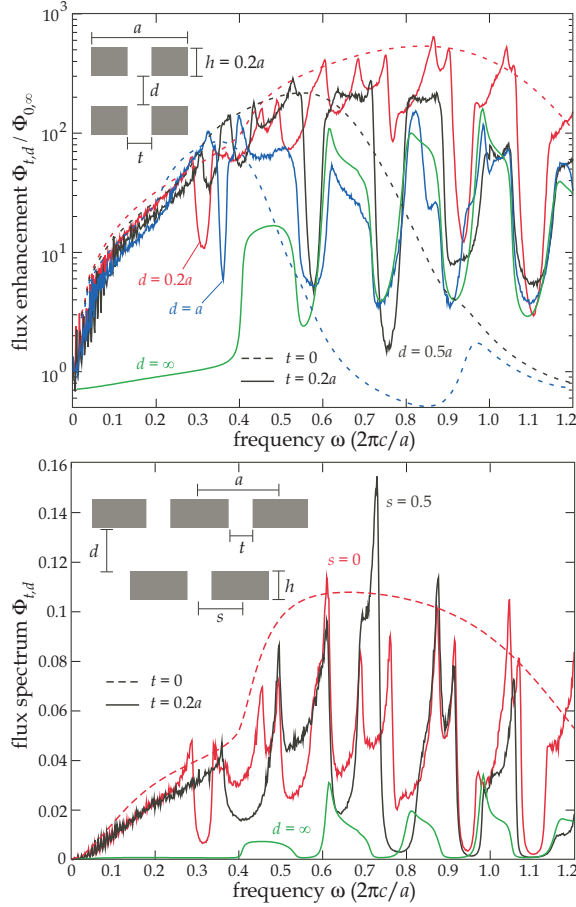 flux enhancement Φt,d / Φ0,∞
10³
10²
10¹
10⁰
a
h = 0.2a
d
t
d = 0.2a
d = a
d = ∞
d = 0.5a
t = 0
t = 0.2a
0 0.1 0.2 0.3 0.4 0.5 0.6 0.7 0.8 0.9 1.0 1.1 1.2
frequency ω (2πc/a)
flux spectrum Φt,d
0.16
0.14
0.12
0.10
0.08
0.06
0.04
0.02
0
a
d
t
h
s
s = 0.5
s = 0
t = 0
t = 0.2a
d = ∞
0 0.1 0.2 0.3 0.4 0.5 0.6 0.7 0.8 0.9 1.0 1.1 1.2
frequency ω (2πc/a)